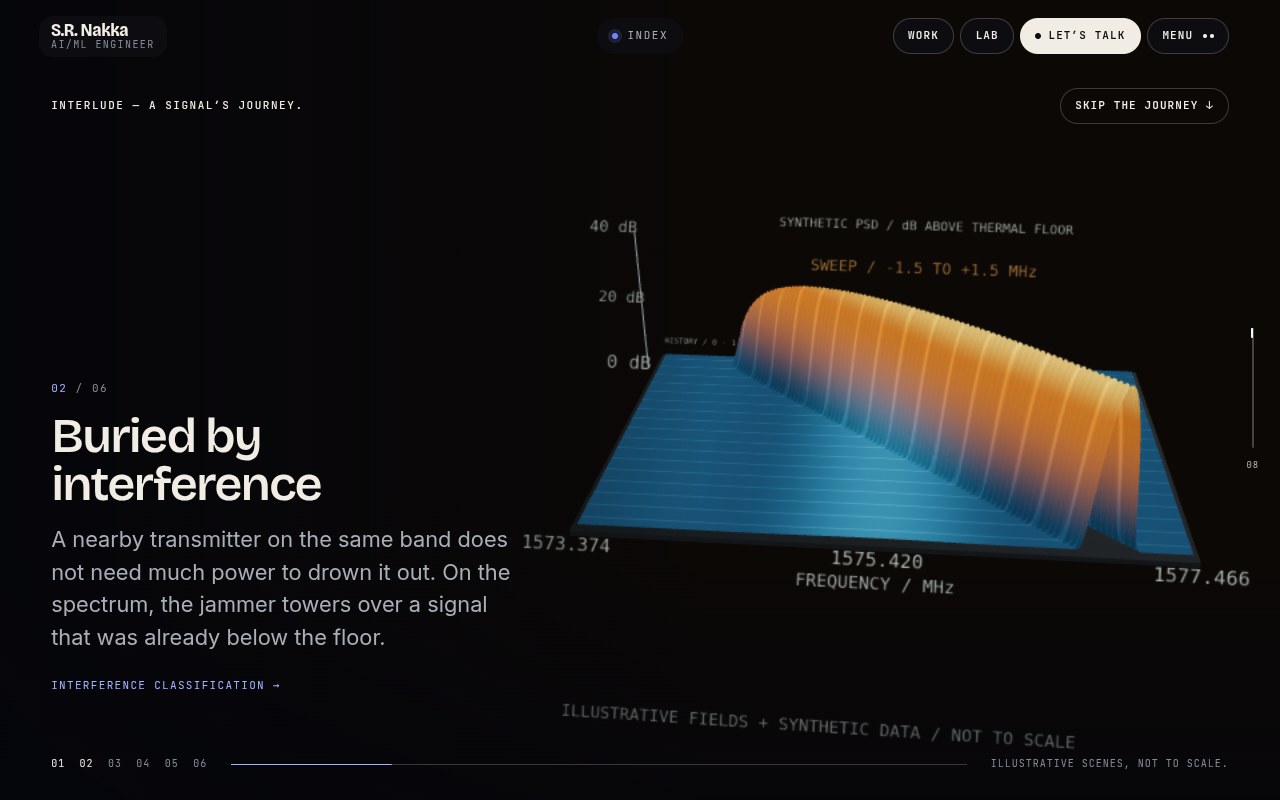 S.R. Nakka
AI/ML ENGINEER
INDEX
WORK
LAB
LET’S TALK
MENU
INTERLUDE — A SIGNAL’S JOURNEY.
SKIP THE JOURNEY ↓
40 dB
SYNTHETIC PSD / dB ABOVE THERMAL FLOOR
SWEEP / -1.5 TO +1.5 MHz
20 dB
HISTORY / 0 -
0 dB
08
02 / 06
Buried by
interference
A nearby transmitter on the same band does
not need much power to drown it out. On the
spectrum, the jammer towers over a signal
that was already below the floor.
1573.374
1575.420
1577.466
FREQUENCY / MHz
INTERFERENCE CLASSIFICATION →
ILLUSTRATIVE FIELDS + SYNTHETIC DATA / NOT TO SCALE
01 02 03 04 05 06
ILLUSTRATIVE SCENES, NOT TO SCALE.